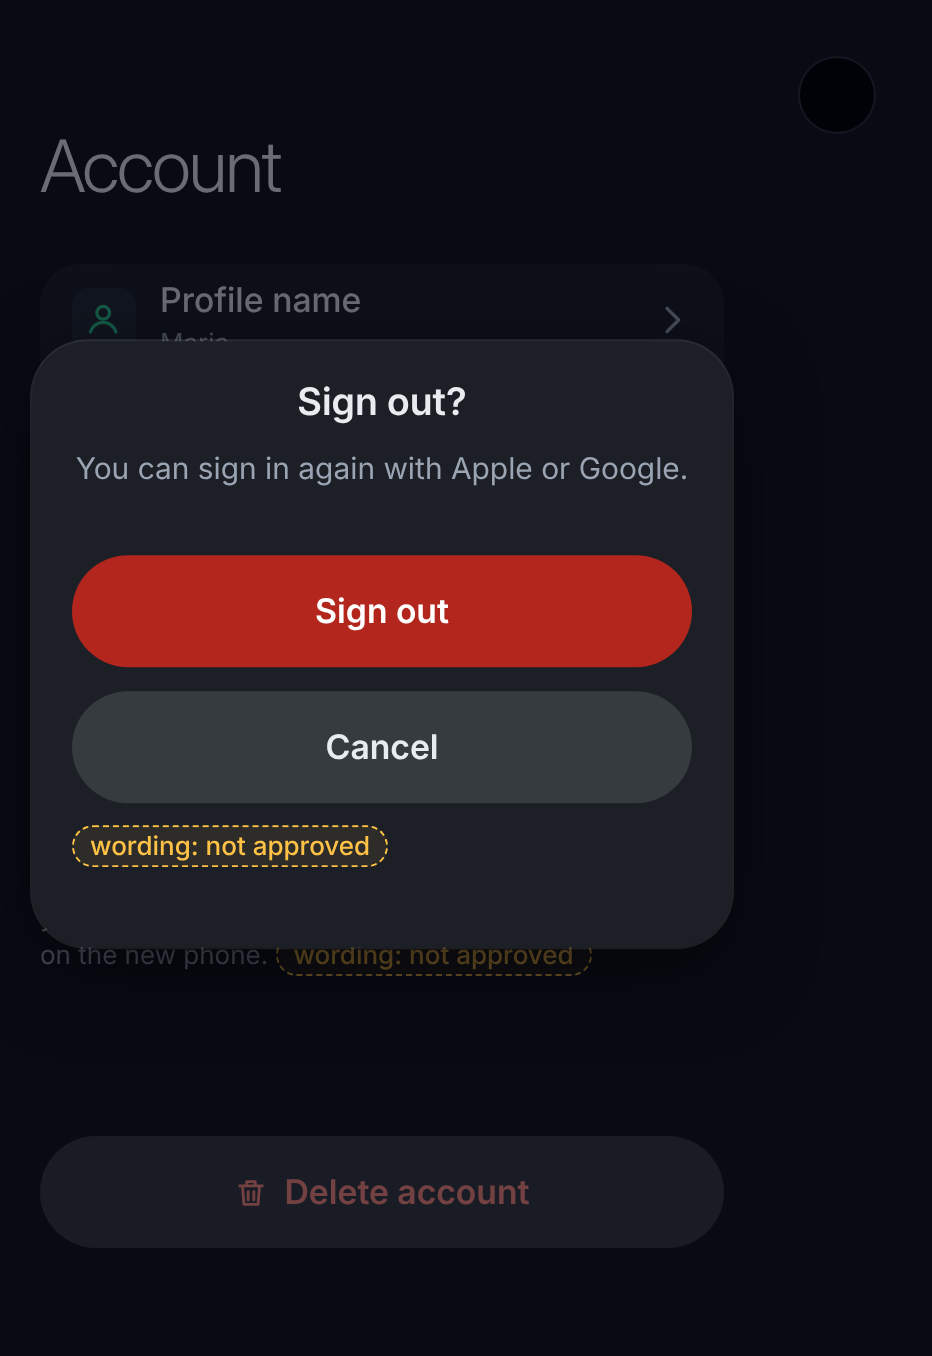 Account
Profile name
Sign out?
You can sign in again with Apple or Google.
Sign out
Cancel
wording: not approved
on the new phone. wording: not approved
Delete account